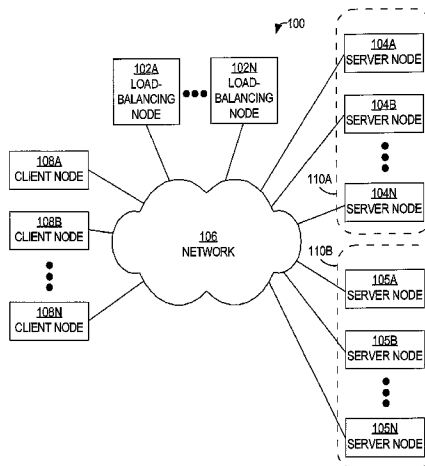 100
102A
LOAD-
BALANCING
NODE
102N
LOAD-
BALANCING
NODE
104A
SERVER NODE
104B
SERVER NODE
110A
104N
SERVER NODE
108A
CLIENT NODE
108B
CLIENT NODE
108N
CLIENT NODE
106
NETWORK
110B
105A
SERVER NODE
105B
SERVER NODE
105N
SERVER NODE